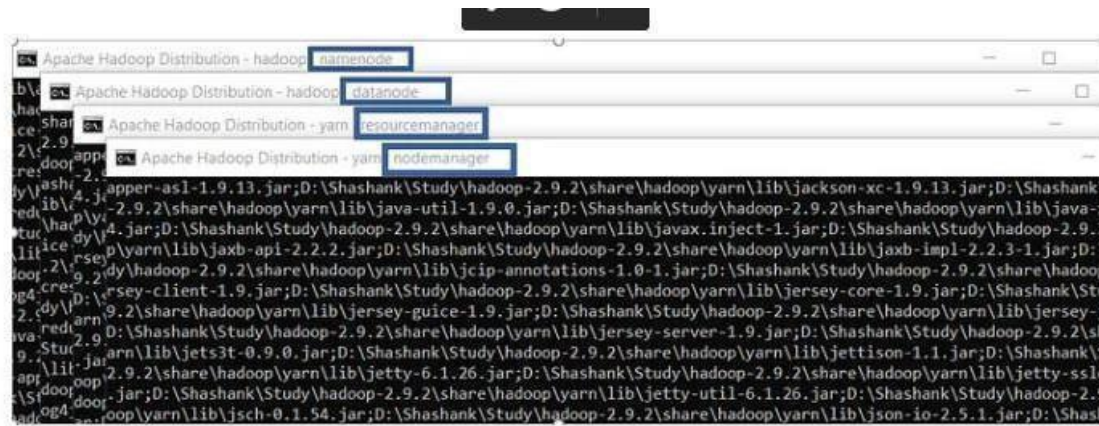 Apache Hadoop Distribution - hadoop namenode
Apache Hadoop Distribution - hadoop datanode
Apache Hadoop Distribution - yarn resourcemanager
Apache Hadoop Distribution - yarn nodemanager
apper-asl-1.9.13.jar;D:\Shashank\Study\hadoop-2.9.2\share\hadoop\yarn\lib\jackson-xc-1.9.13.jar;D:\Shashank
-2.9.2\share\hadoop\yarn\lib\java-util-1.9.0.jar;D:\Shashank\Study\hadoop-2.9.2\share\hadoop\yarn\lib\java-
4.jar;D:\Shashank\Study\hadoop-2.9.2\share\hadoop\yarn\lib\javax.inject-1.jar;D:\Shashank\Study\hadoop-2.9.
p\yarn\lib\jaxb-api-2.2.2.jar;D:\Shashank\Study\hadoop-2.9.2\share\hadoop\yarn\lib\jaxb-impl-2.2.3-1.jar;D:
dy\hadoop-2.9.2\share\hadoop\yarn\lib\jcip-annotations-1.0-1.jar;D:\Shashank\Study\hadoop-2.9.2\share\hadoo
rsey-client-1.9.jar;D:\Shashank\Study\hadoop-2.9.2\share\hadoop\yarn\lib\jersey-core-1.9.jar;D:\Shashank\St
9.2\share\hadoop\yarn\lib\jersey-guice-1.9.jar;D:\Shashank\Study\hadoop-2.9.2\share\hadoop\yarn\lib\jersey-
D:\Shashank\Study\hadoop-2.9.2\share\hadoop\yarn\lib\jersey-server-1.9.jar;D:\Shashank\Study\hadoop-2.9.2\s
arn\lib\jets3t-0.9.0.jar;D:\Shashank\Study\hadoop-2.9.2\share\hadoop\yarn\lib\jettison-1.1.jar;D:\Shashank\
2.9.2\share\hadoop\yarn\lib\jetty-6.1.26.jar;D:\Shashank\Study\hadoop-2.9.2\share\hadoop\yarn\lib\jetty-ssl
.jar;D:\Shashank\Study\hadoop-2.9.2\share\hadoop\yarn\lib\jetty-util-6.1.26.jar;D:\Shashank\Study\hadoop-2.
oop\yarn\lib\jsch-0.1.54.jar;D:\Shashank\Study\hadoop-2.9.2\share\hadoop\yarn\lib\json-io-2.5.1.jar;D:\Shas